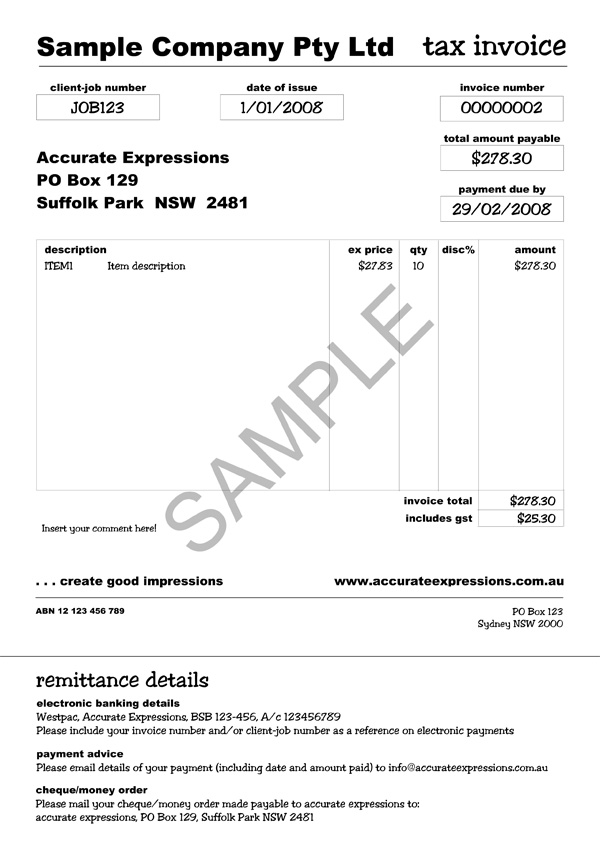 Sample Company Pty Ltd tax invoice
client-job number date of issue invoice number
JOB123 1/01/2008 00000002
total amount payable
$278.30
Accurate Expressions
PO Box 129
Suffolk Park NSW 2481
payment due by
29/02/2008
description ex price qty disc% amount
ITEM1 Item description $27.83 10 $278.30
SAMPLE
invoice total $278.30
includes gst $25.30
Insert your comment here!
. . . create good impressions www.accurateexpressions.com.au
ABN 12 123 456 789 PO Box 123
Sydney NSW 2000
remittance details
electronic banking details
Westpac, Accurate Expressions, BSB 123-456, A/c 123456789
Please include your invoice number and/or client-job number as a reference on electronic payments
payment advice
Please email details of your payment (including date and amount paid) to info@accurateexpressions.com.au
cheque/money order
Please mail your cheque/money order made payable to accurate expressions to:
accurate expressions, PO Box 129, Suffolk Park NSW 2481